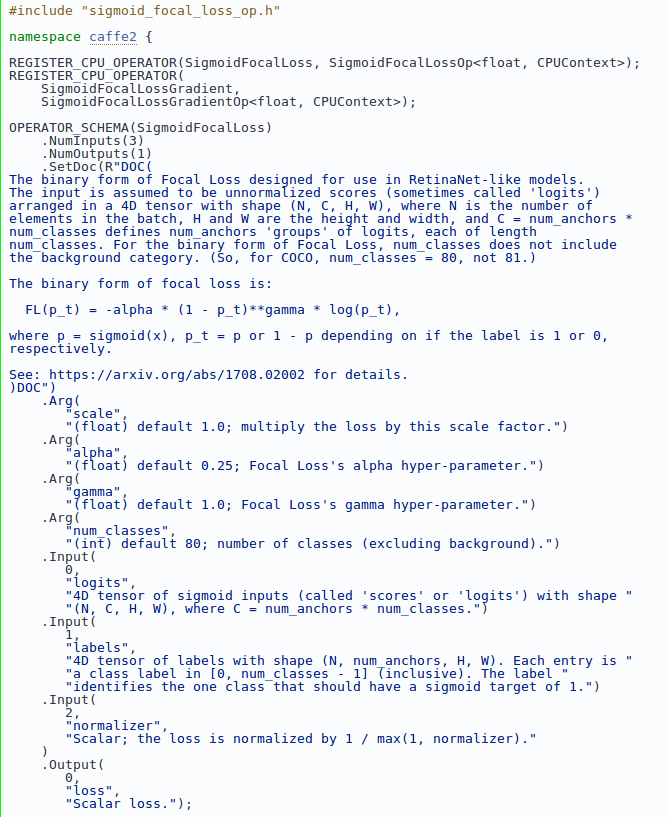 #include "sigmoid_focal_loss_op.h"
namespace caffe2 {
REGISTER_CPU_OPERATOR(SigmoidFocalLoss, SigmoidFocalLossOp<float, CPUContext>);
REGISTER_CPU_OPERATOR(
    SigmoidFocalLossGradient,
    SigmoidFocalLossGradientOp<float, CPUContext>);
OPERATOR_SCHEMA(SigmoidFocalLoss)
    .NumInputs(3)
    .NumOutputs(1)
    .SetDoc(R"DOC(
The binary form of Focal Loss designed for use in RetinaNet-like models.
The input is assumed to be unnormalized scores (sometimes called 'logits')
arranged in a 4D tensor with shape (N, C, H, W), where N is the number of
elements in the batch, H and W are the height and width, and C = num_anchors *
num_classes defines num_anchors 'groups' of logits, each of length
num_classes. For the binary form of Focal Loss, num_classes does not include
the background category. (So, for COCO, num_classes = 80, not 81.)
The binary form of focal loss is:
  FL(p_t) = -alpha * (1 - p_t)**gamma * log(p_t),
where p = sigmoid(x), p_t = p or 1 - p depending on if the label is 1 or 0,
respectively.
See: https://arxiv.org/abs/1708.02002 for details.
)DOC")
    .Arg(
       "scale",
       "(float) default 1.0; multiply the loss by this scale factor.")
    .Arg(
       "alpha",
       "(float) default 0.25; Focal Loss's alpha hyper-parameter.")
    .Arg(
       "gamma",
       "(float) default 1.0; Focal Loss's gamma hyper-parameter.")
    .Arg(
       "num_classes",
       "(int) default 80; number of classes (excluding background).")
    .Input(
       0,
       "logits",
       "4D tensor of sigmoid inputs (called 'scores' or 'logits') with shape "
       "(N, C, H, W), where C = num_anchors * num_classes.")
    .Input(
       1,
       "labels",
       "4D tensor of labels with shape (N, num_anchors, H, W). Each entry is "
       "a class label in [0, num_classes - 1] (inclusive). The label "
       "identifies the one class that should have a sigmoid target of 1.")
    .Input(
       2,
       "normalizer",
       "Scalar; the loss is normalized by 1 / max(1, normalizer)."
    )
    .Output(
       0,
       "loss",
       "Scalar loss.");